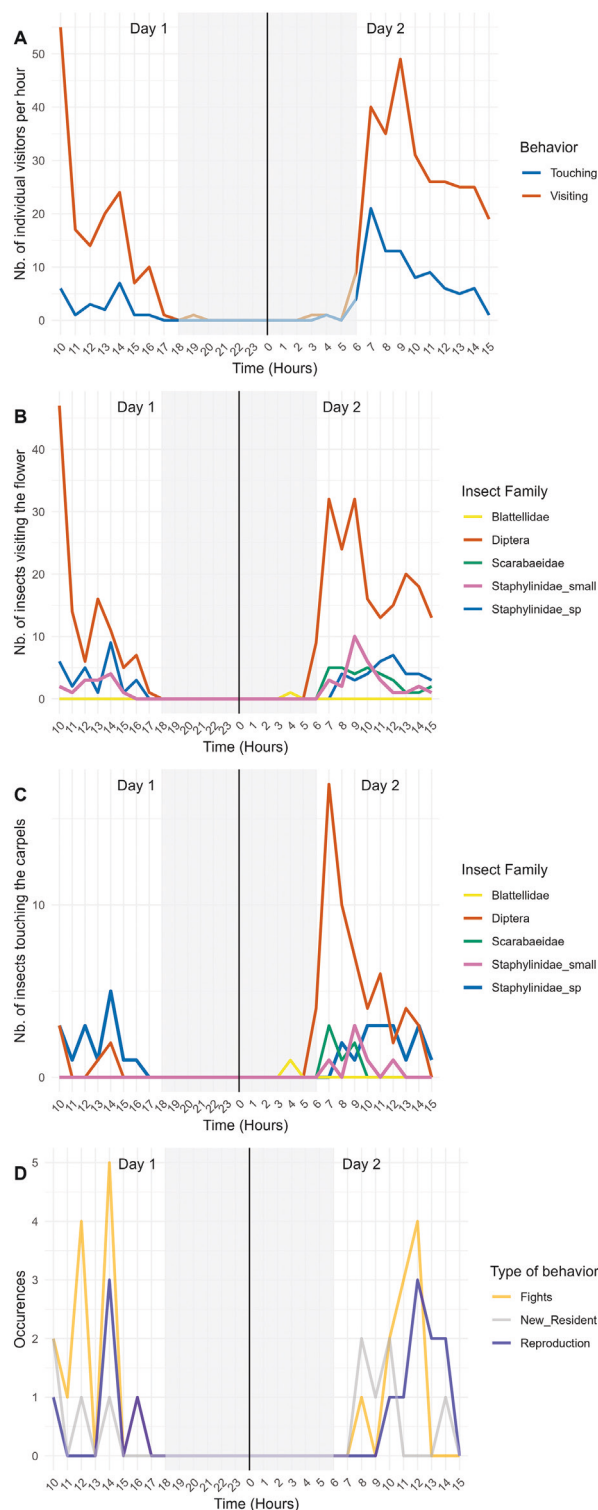 A
Day 1
Day 2
Nb. of individual visitors per hour
50
40
30
20
10
0
10 11 12 13 14 15 16 17 18 19 20 21 22 23 0 1 2 3 4 5 6 7 8 9 10 11 12 13 14 15
Time (Hours)
Behavior
Touching
Visiting
B
Day 1
Day 2
Nb. of insects visiting the flower
40
30
20
10
0
10 11 12 13 14 15 16 17 18 19 20 21 22 23 0 1 2 3 4 5 6 7 8 9 10 11 12 13 14 15
Time (Hours)
Insect Family
Blattellidae
Diptera
Scarabaeidae
Staphylinidae_small
Staphylinidae_sp
C
Day 1
Day 2
Nb. of insects touching the carpels
10
0
10 11 12 13 14 15 16 17 18 19 20 21 22 23 0 1 2 3 4 5 6 7 8 9 10 11 12 13 14 15
Time (Hours)
Insect Family
Blattellidae
Diptera
Scarabaeidae
Staphylinidae_small
Staphylinidae_sp
D
Day 1
Day 2
Occurences
5
4
3
2
1
0
10 11 12 13 14 15 16 17 18 19 20 21 22 23 0 1 2 3 4 5 6 7 8 9 10 11 12 13 14 15
Time (Hours)
Type of behavior
Fights
New_Resident
Reproduction